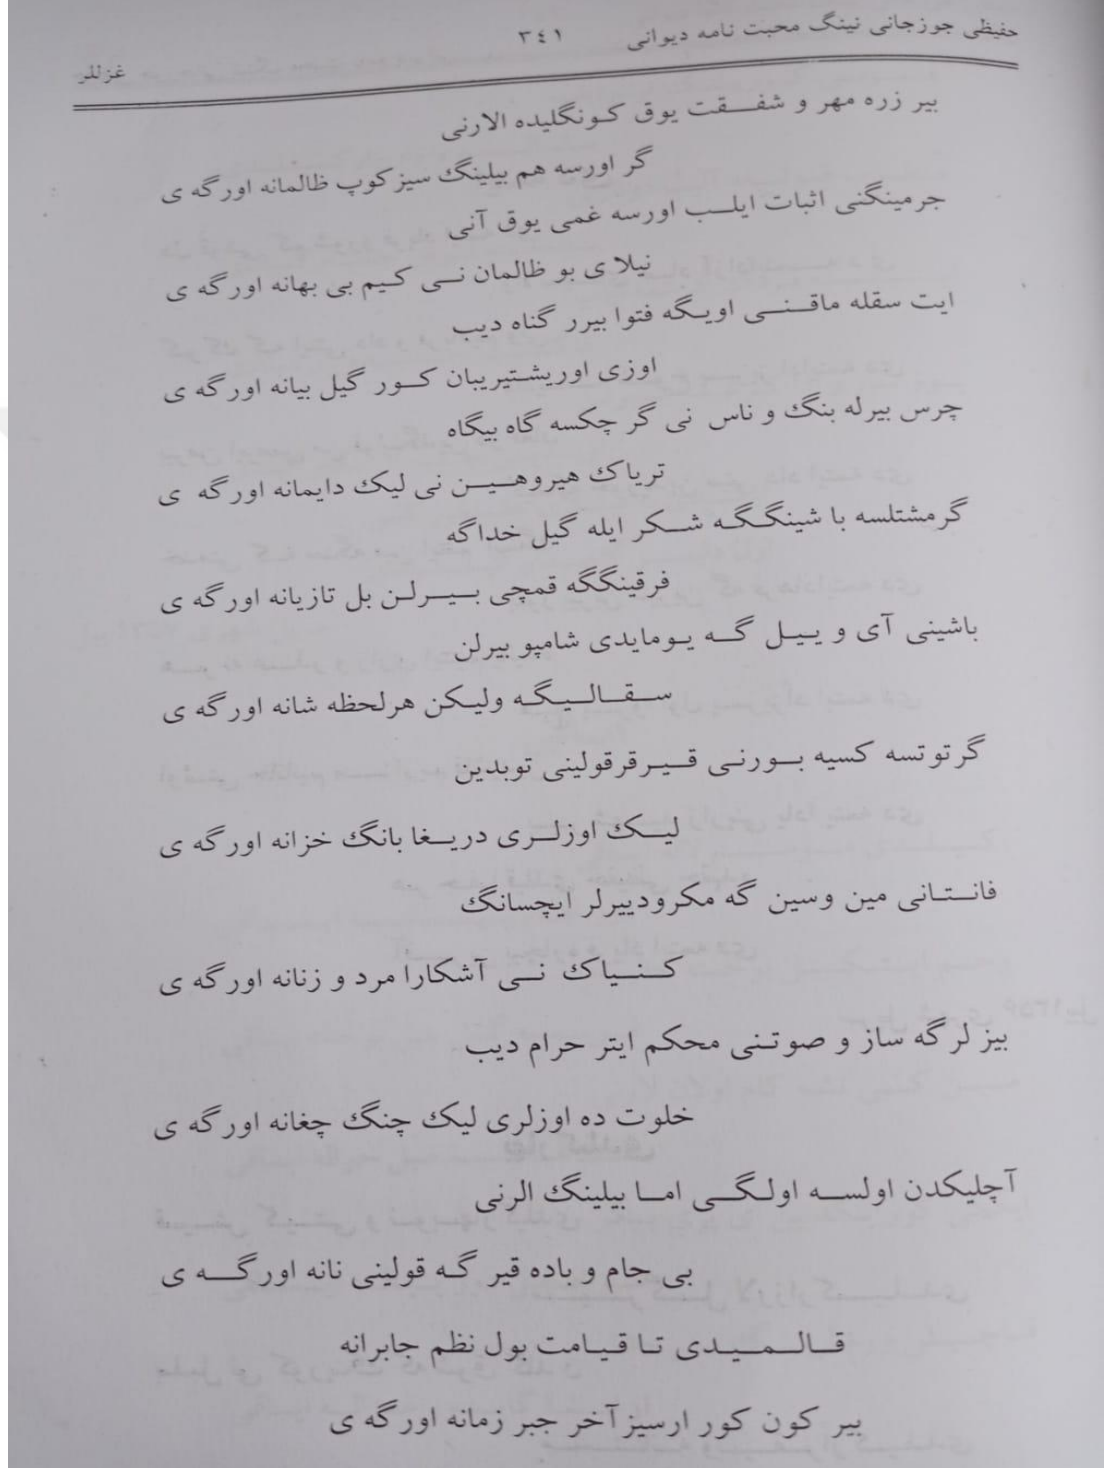 حفیظی جوزجانی نینگ محبت نامه دیوانی ۳٤۱ غزللر
بیر زره مهر و شفقت یوق کونگلیده الارنی
گر اورسه هم بیلینگ سیز کوپ ظالمانه اورگه ی
جرمینگنی اثبات ایلب اورسه غمی یوق آنی
نیلا ی بو ظالمان نی کیم بی بهانه اورگه ی
ایت سقله ماقنی اویگه فتوا بیرر گناه دیب
اوزی اوریشتیریبان کور گیل بیانه اورگه ی
چرس بیرله بنگ و ناس نی گر چکسه گاه بیگاه
تریاک هیروهین نی لیک دایمانه اورگه ی
گرمشتلسه با شینگگه شکر ایله گیل خداگه
فرقینگگه قمچی بیرلن بل تازیانه اورگه ی
باشینی آی و ییل گه یومایدی شامپو بیرلن
سقالیگه ولیکن هرلحظه شانه اورگه ی
گرتوتسه کسیه بورنی قیرقرقولینی توبدین
لیک اوزلری دریغا بانگ خزانه اورگه ی
فانتانی مین وسین گه مکرودییرلر ایچسانگ
کنیاک نی آشکارا مرد و زنانه اورگه ی
بیز لرگه ساز و صوتنی محکم ایتر حرام دیب
خلوت ده اوزلری لیک چنگ چغانه اورگه ی
آچلیکدن اولسه اولگی اما بیلینگ الرنی
بی جام و باده قیر گه قولینی نانه اورگه ی
قالمیدی تا قیامت بول نظم جابرانه
بیر کون کور ارسیزآخر جبر زمانه اورگه ی